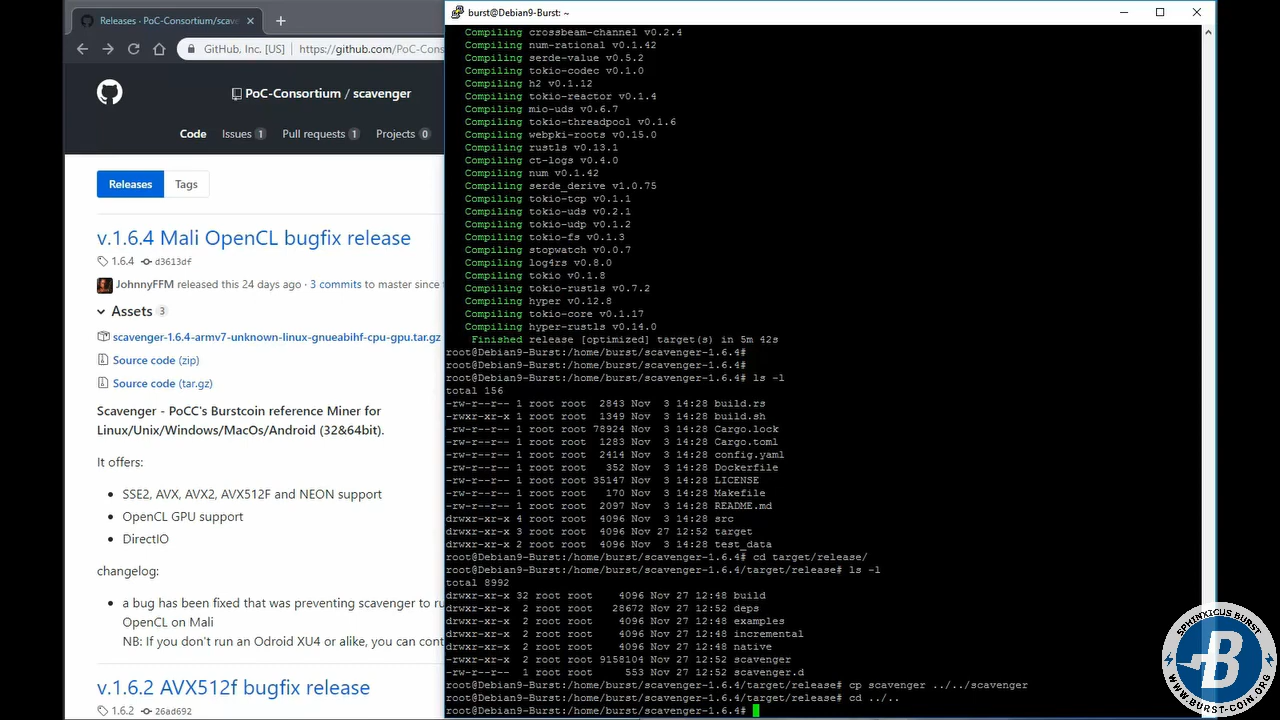 Releases · PoC-Consortium/scave
GitHub, Inc. [US]
https://github.com/PoC-Cons
PoC-Consortium / scavenger
Code
Issues 1
Pull requests 1
Projects 0
Releases
Tags
v.1.6.4 Mali OpenCL bugfix release
1.6.4 d3613df
JohnnyFFM released this 24 days ago · 3 commits to master since
Assets 3
scavenger-1.6.4-armv7-unknown-linux-gnueabihf-cpu-gpu.tar.gz
Source code (zip)
Source code (tar.gz)
Scavenger - PoCC's Burstcoin reference Miner for
Linux/Unix/Windows/MacOs/Android (32&64bit).
It offers:
• SSE2, AVX, AVX2, AVX512F and NEON support
• OpenCL GPU support
• DirectIO
changelog:
• a bug has been fixed that was preventing scavenger to ru
OpenCL on Mali
NB: If you don't run an Odroid XU4 or alike, you can cont
v.1.6.2 AVX512f bugfix release
1.6.2 26ad692
burst@Debian9-Burst: ~
Compiling crossbeam-channel v0.2.4
Compiling num-rational v0.1.42
Compiling serde-value v0.5.2
Compiling tokio-codec v0.1.0
Compiling h2 v0.1.12
Compiling tokio-reactor v0.1.4
Compiling mio-uds v0.6.7
Compiling tokio-threadpool v0.1.6
Compiling webpki-roots v0.15.0
Compiling rustls v0.13.1
Compiling ct-logs v0.4.0
Compiling num v0.1.42
Compiling serde_derive v1.0.75
Compiling tokio-tcp v0.1.1
Compiling tokio-uds v0.2.1
Compiling tokio-udp v0.1.2
Compiling tokio-fs v0.1.3
Compiling stopwatch v0.0.7
Compiling log4rs v0.8.0
Compiling tokio v0.1.8
Compiling tokio-rustls v0.7.2
Compiling hyper v0.12.8
Compiling tokio-core v0.1.17
Compiling hyper-rustls v0.14.0
Finished release [optimized] target(s) in 5m 42s
root@Debian9-Burst:/home/burst/scavenger-1.6.4#
root@Debian9-Burst:/home/burst/scavenger-1.6.4#
root@Debian9-Burst:/home/burst/scavenger-1.6.4# ls -l
total 156
-rw-r--r-- 1 root root 2843 Nov 3 14:28 build.rs
-rwxr-xr-x 1 root root 1349 Nov 3 14:28 build.sh
-rw-r--r-- 1 root root 78924 Nov 3 14:28 Cargo.lock
-rw-r--r-- 1 root root 1283 Nov 3 14:28 Cargo.toml
-rw-r--r-- 1 root root 2414 Nov 3 14:28 config.yaml
-rw-r--r-- 1 root root 352 Nov 3 14:28 Dockerfile
-rw-r--r-- 1 root root 35147 Nov 3 14:28 LICENSE
-rw-r--r-- 1 root root 170 Nov 3 14:28 Makefile
-rw-r--r-- 1 root root 2097 Nov 3 14:28 README.md
drwxr-xr-x 4 root root 4096 Nov 3 14:28 src
drwxr-xr-x 3 root root 4096 Nov 27 12:52 target
drwxr-xr-x 2 root root 4096 Nov 3 14:28 test_data
root@Debian9-Burst:/home/burst/scavenger-1.6.4# cd target/release/
root@Debian9-Burst:/home/burst/scavenger-1.6.4/target/release# ls -l
total 8992
drwxr-xr-x 32 root root 4096 Nov 27 12:48 build
drwxr-xr-x 2 root root 28672 Nov 27 12:52 deps
drwxr-xr-x 2 root root 4096 Nov 27 12:48 examples
drwxr-xr-x 2 root root 4096 Nov 27 12:48 incremental
drwxr-xr-x 2 root root 4096 Nov 27 12:48 native
-rwxr-xr-x 2 root root 9158104 Nov 27 12:52 scavenger
-rw-r--r-- 1 root root 553 Nov 27 12:52 scavenger.d
root@Debian9-Burst:/home/burst/scavenger-1.6.4/target/release# cp scavenger ../../scavenger
root@Debian9-Burst:/home/burst/scavenger-1.6.4/target/release# cd ../..
root@Debian9-Burst:/home/burst/scavenger-1.6.4#
SPHINXICUS BURST
WWW.BURST-COIN.ORG